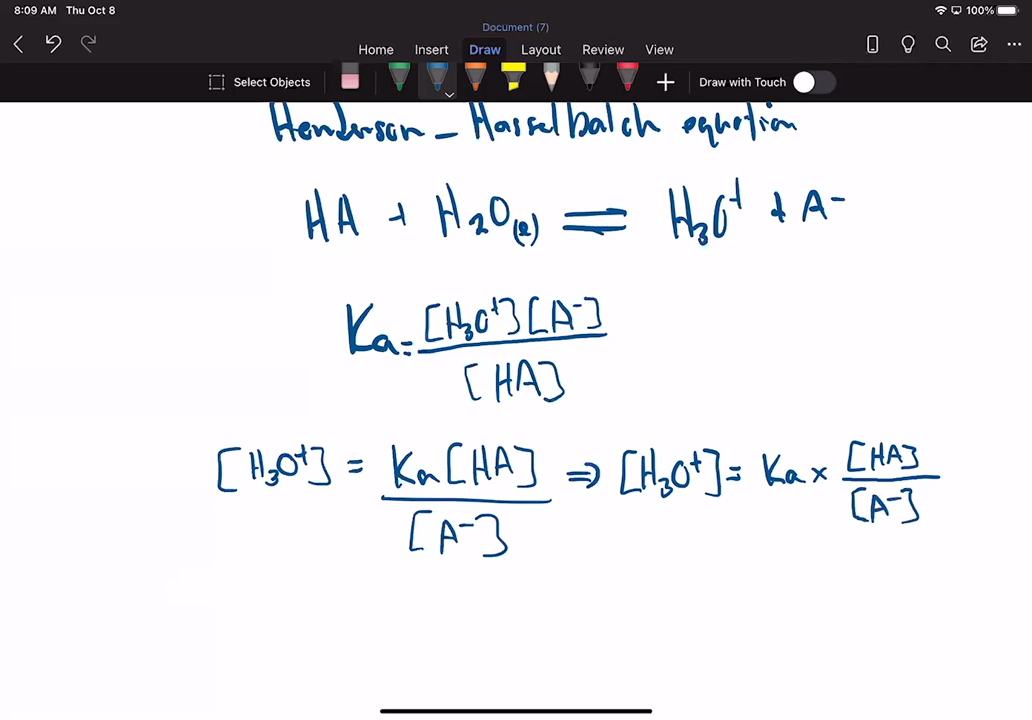 8:09 AM Thu Oct 8
100%
Document (7)
Home Insert Draw Layout Review View
Select Objects
Draw with Touch
Henderson - Hasselbalch equation
HA + H₂O(l) ⇌ H₃O⁺ + A⁻
Ka = [H₃O⁺][A⁻] / [HA]
[H₃O⁺] = Ka[HA] / [A⁻] ⇒ [H₃O⁺] = Ka × [HA] / [A⁻]